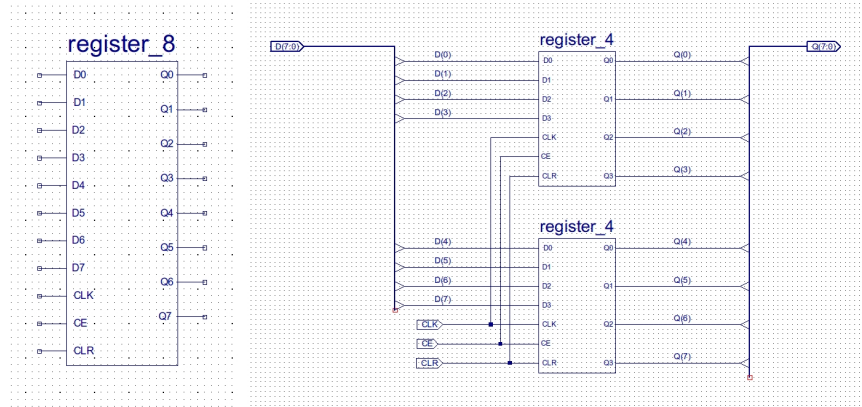 register_8
D0
D1
D2
D3
D4
D5
D6
D7
CLK
CE
CLR
Q0
Q1
Q2
Q3
Q4
Q5
Q6
Q7
D(7:0)
register_4
Q(7:0)
D(0)
D(1)
D(2)
D(3)
D0
D1
D2
D3
CLK
CE
CLR
Q0
Q1
Q2
Q3
Q(0)
Q(1)
Q(2)
Q(3)
register_4
D(4)
D(5)
D(6)
D(7)
CLK
CE
CLR
D0
D1
D2
D3
CLK
CE
CLR
Q0
Q1
Q2
Q3
Q(4)
Q(5)
Q(6)
Q(7)